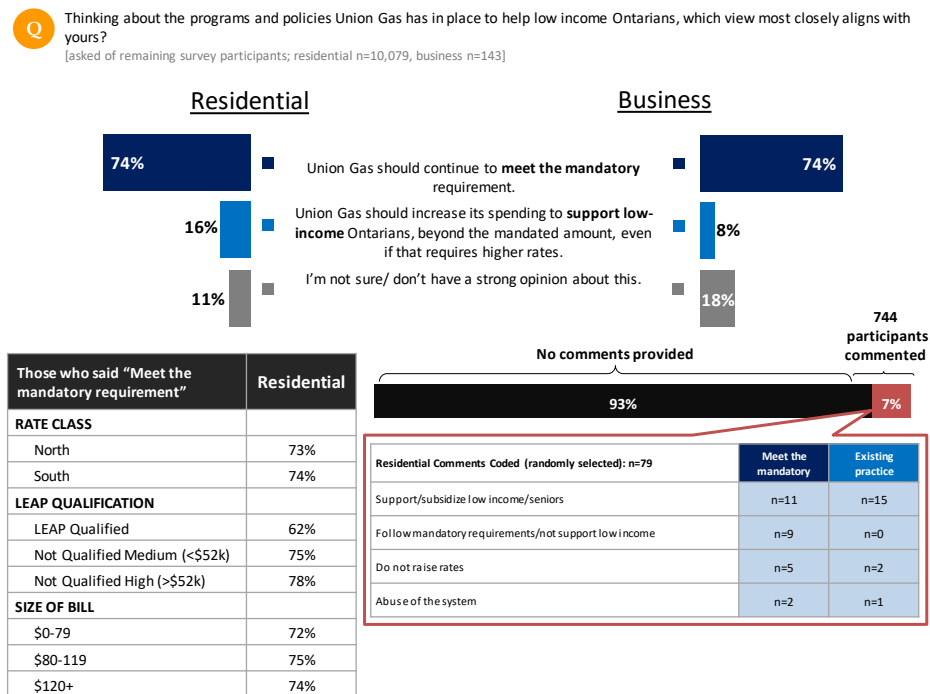 Q
Thinking about the programs and policies Union Gas has in place to help low income Ontarians, which view most closely aligns with
yours?
[asked of remaining survey participants; residential n=10,079, business n=143]
Residential
Business
74%
Union Gas should continue to meet the mandatory
requirement.
74%
16%
Union Gas should increase its spending to support low-
income Ontarians, beyond the mandated amount, even
if that requires higher rates.
8%
11%
I'm not sure/ don't have a strong opinion about this.
18%
744
participants
commented
No comments provided
93%
7%
Those who said "Meet the
mandatory requirement"
Residential
RATE CLASS
North 73%
South 74%
LEAP QUALIFICATION
LEAP Qualified 62%
Not Qualified Medium (<$52k) 75%
Not Qualified High (>$52k) 78%
SIZE OF BILL
$0-79 72%
$80-119 75%
$120+ 74%
Residential Comments Coded (randomly selected): n=79
Meet the
mandatory
Existing
practice
Support/subsidize low income/seniors n=11 n=15
Follow mandatory requirements/not support low income n=9 n=0
Do not raise rates n=5 n=2
Abuse of the system n=2 n=1